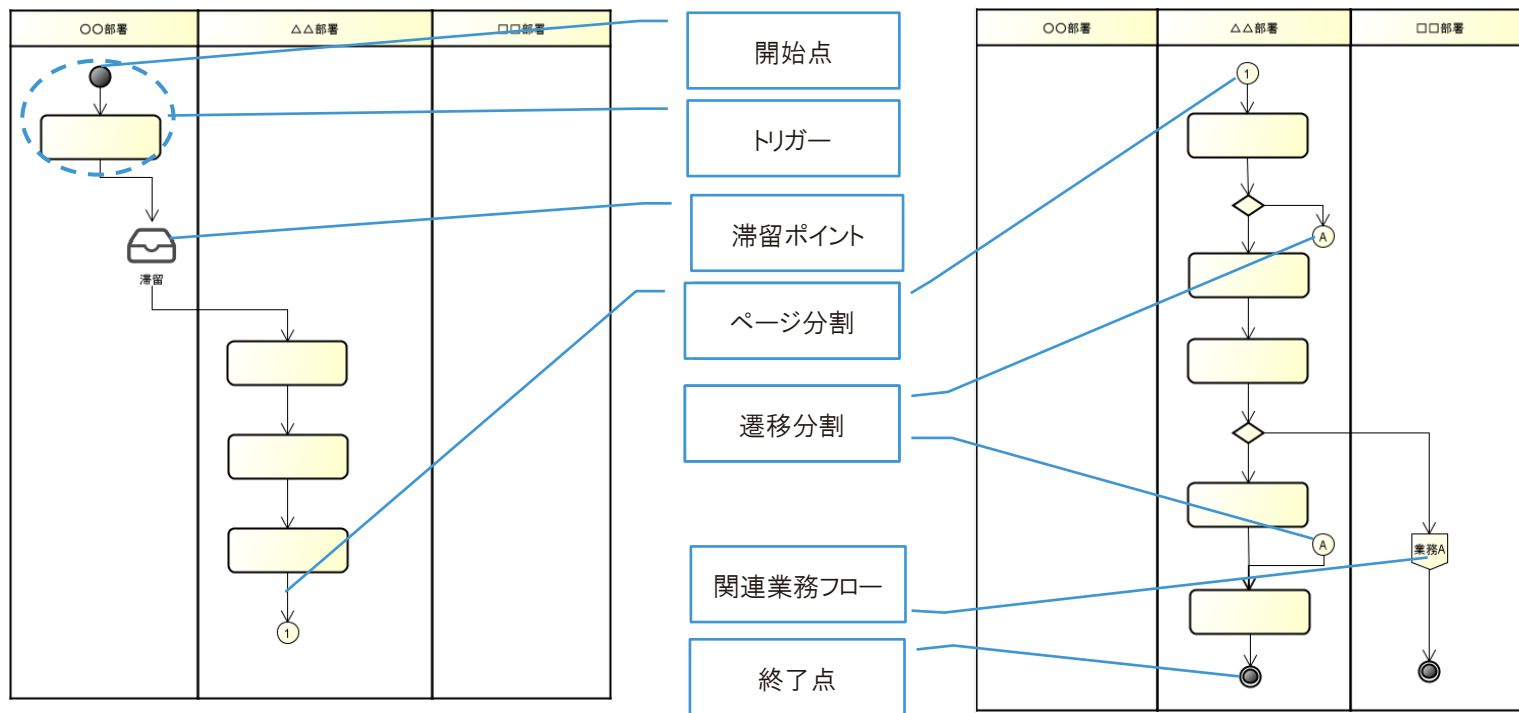 ○○部署
△△部署
□□部署
滞留
1
開始点
トリガー
滞留ポイント
ページ分割
遷移分割
関連業務フロー
終了点
○○部署
△△部署
□□部署
1
A
A
業務A